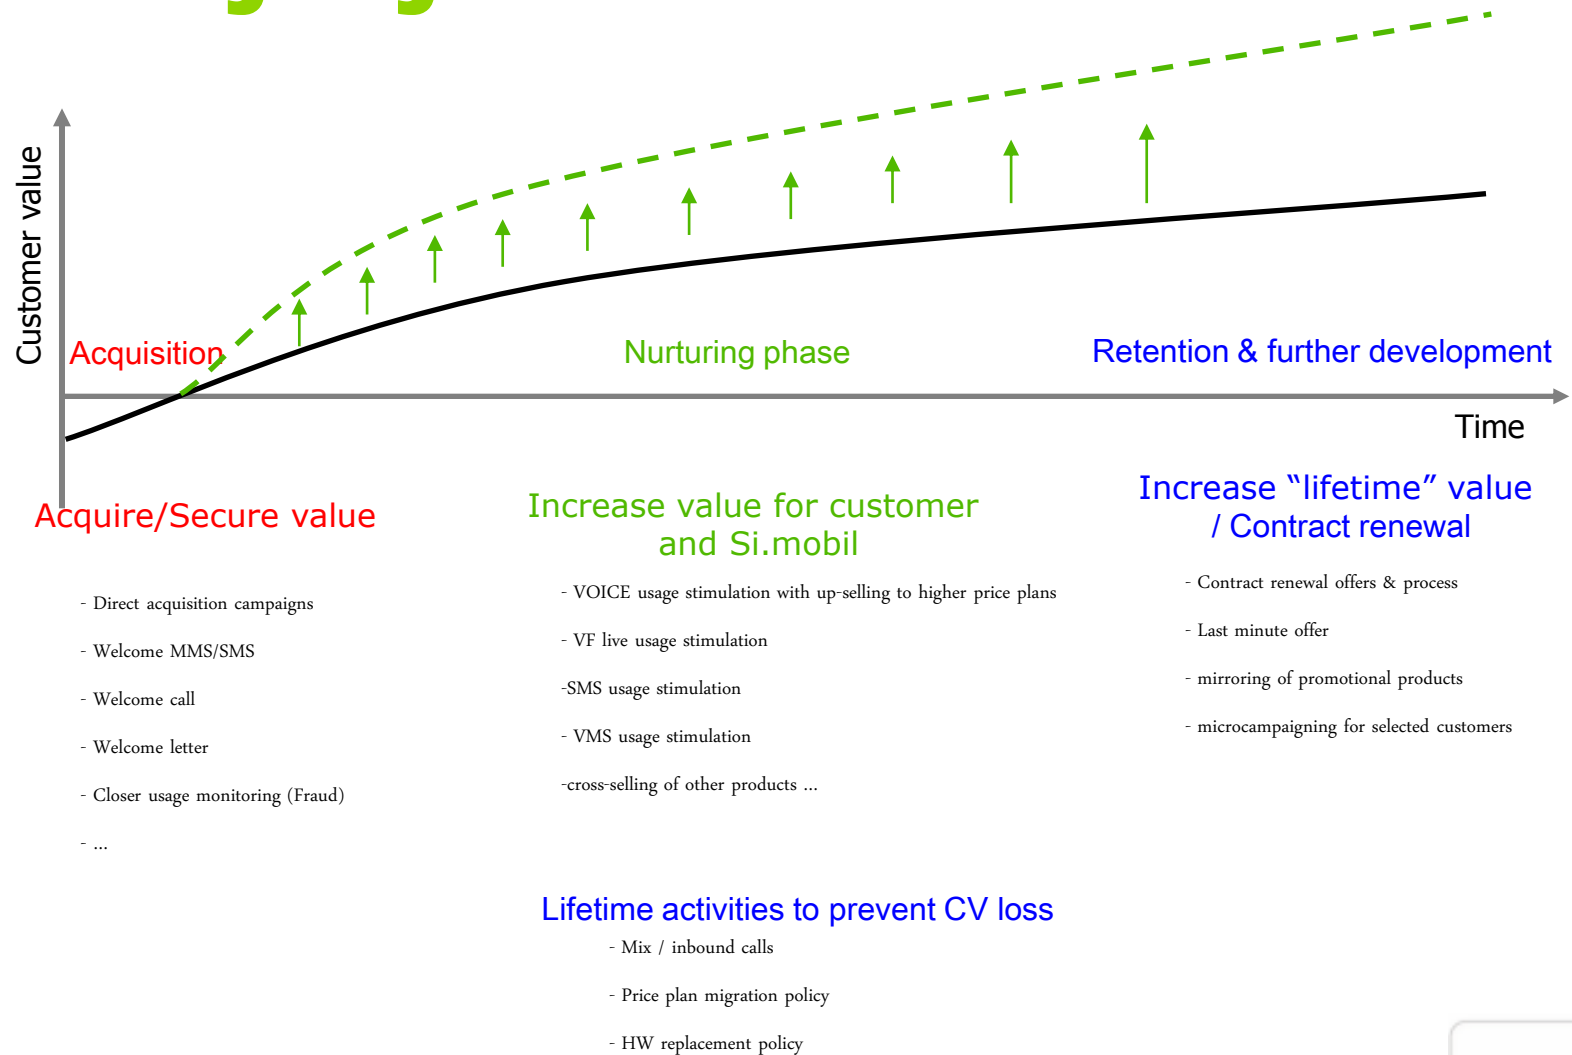 Customer value
Acquisition
Nurturing phase
Retention & further development
Time
Acquire/Secure value
- Direct acquisition campaigns
- Welcome MMS/SMS
- Welcome call
- Welcome letter
- Closer usage monitoring (Fraud)
- ...
Increase value for customer
and Si.mobil
- VOICE usage stimulation with up-selling to higher price plans
- VF live usage stimulation
-SMS usage stimulation
- VMS usage stimulation
-cross-selling of other products ...
Increase “lifetime” value
/ Contract renewal
- Contract renewal offers & process
- Last minute offer
- mirroring of promotional products
- microcampaigning for selected customers
Lifetime activities to prevent CV loss
- Mix / inbound calls
- Price plan migration policy
- HW replacement policy